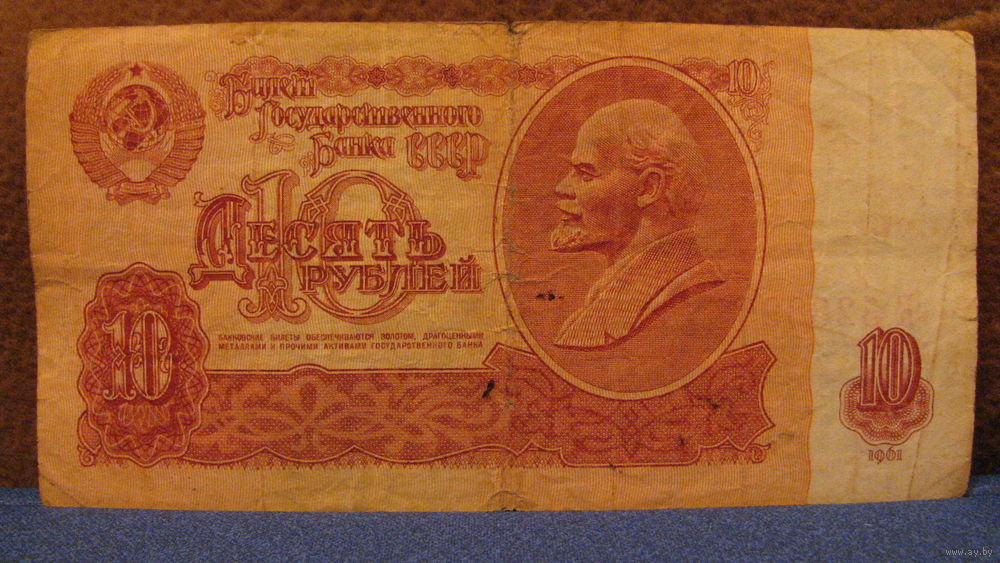 Билет
Государственного
Банка СССР
10
10
Десять
рублей
10
БАНКОВСКИЕ БИЛЕТЫ ОБЕСПЕЧИВАЮТСЯ ЗОЛОТОМ, ДРАГОЦЕННЫМИ
МЕТАЛЛАМИ И ПРОЧИМИ АКТИВАМИ ГОСУДАРСТВЕННОГО БАНКА
10
1961
www.ay.by